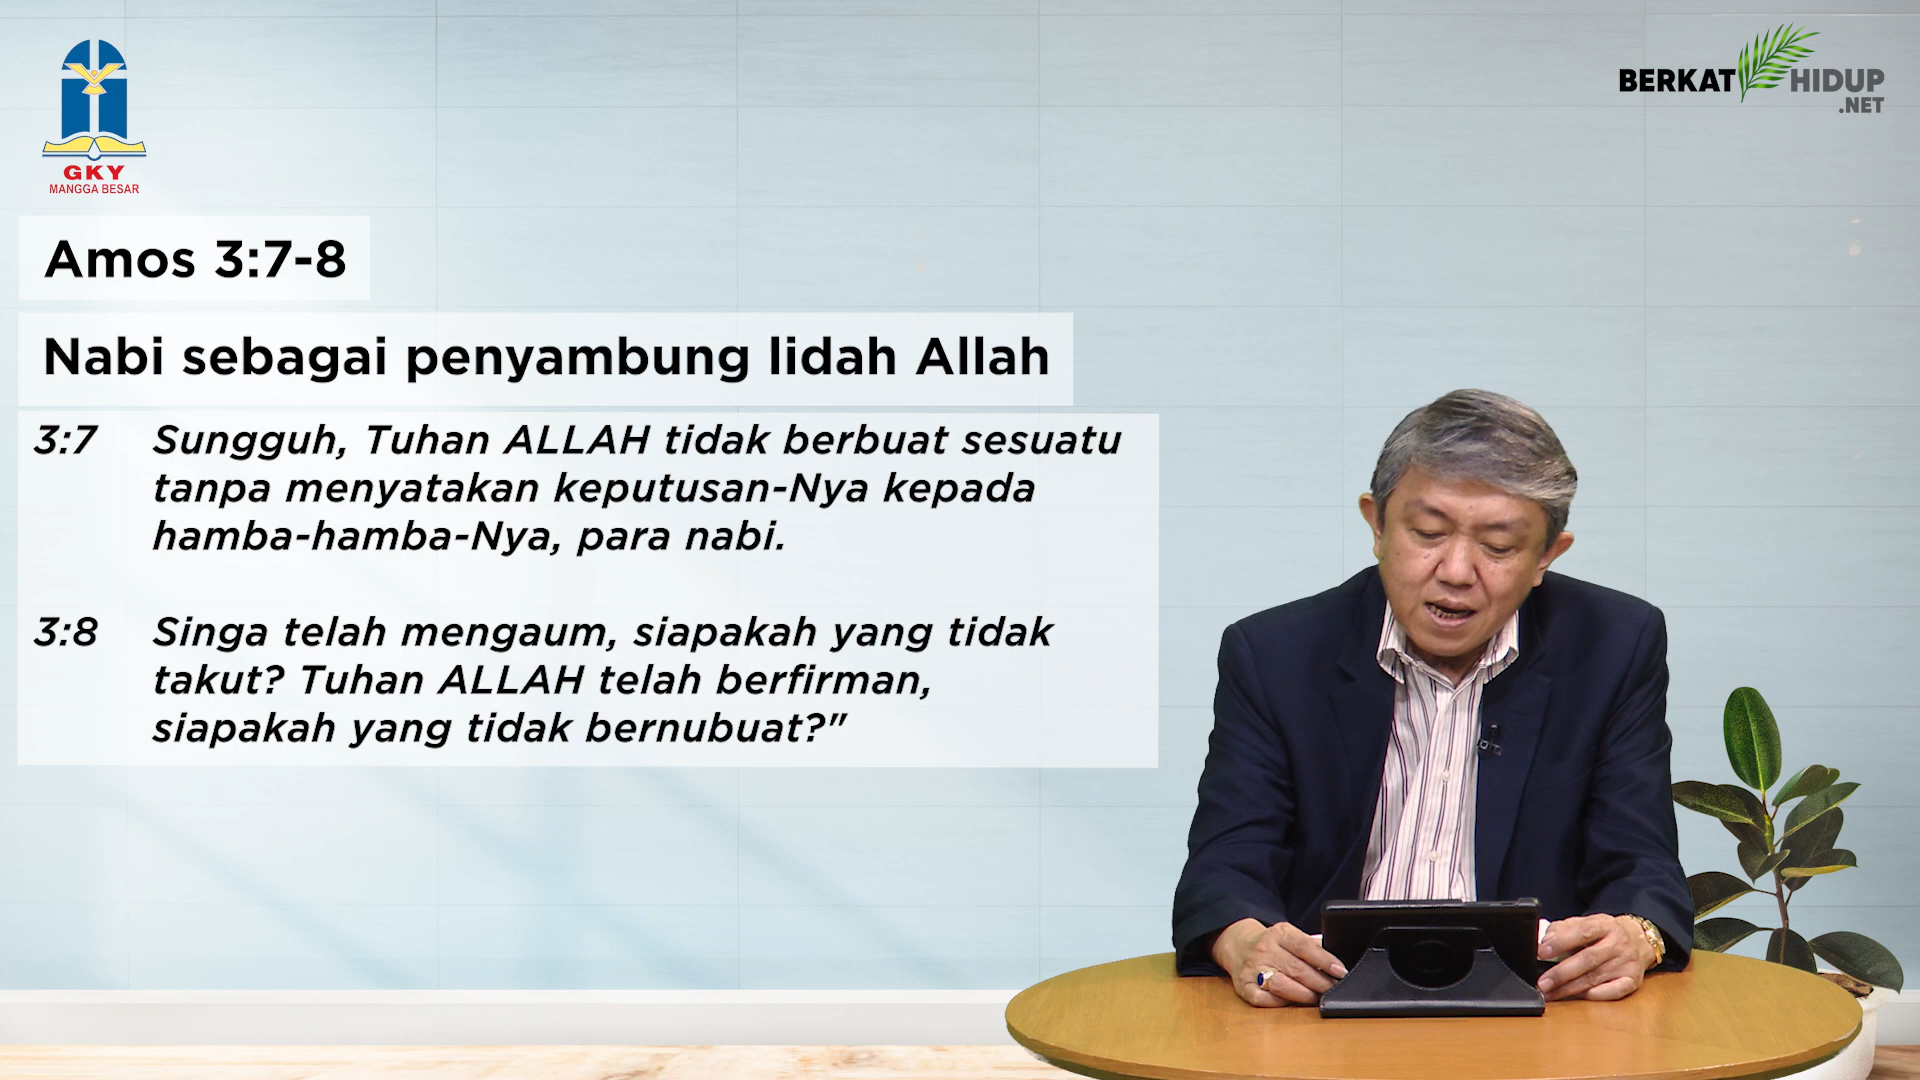 GKY
MANGGA BESAR
BERKAT HIDUP
.NET
Amos 3:7-8
Nabi sebagai penyambung lidah Allah
3:7 Sungguh, Tuhan ALLAH tidak berbuat sesuatu
tanpa menyatakan keputusan-Nya kepada
hamba-hamba-Nya, para nabi.
3:8 Singa telah mengaum, siapakah yang tidak
takut? Tuhan ALLAH telah berfirman,
siapakah yang tidak bernubuat?"